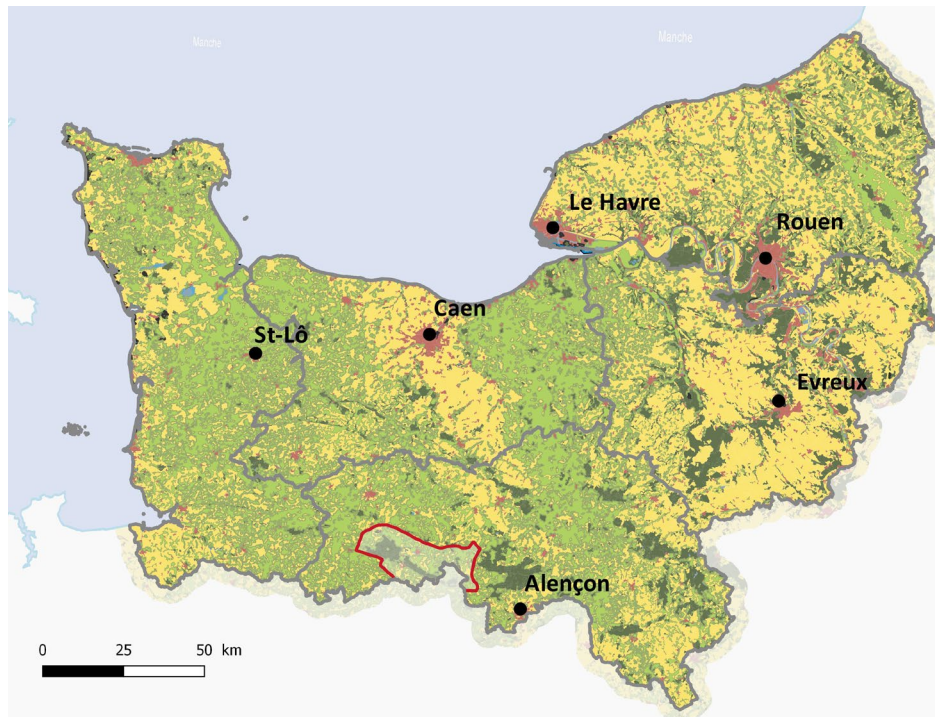 Manche
Manche
Le Havre
Rouen
Caen
St-Lô
Evreux
Alençon
0 25 50 km